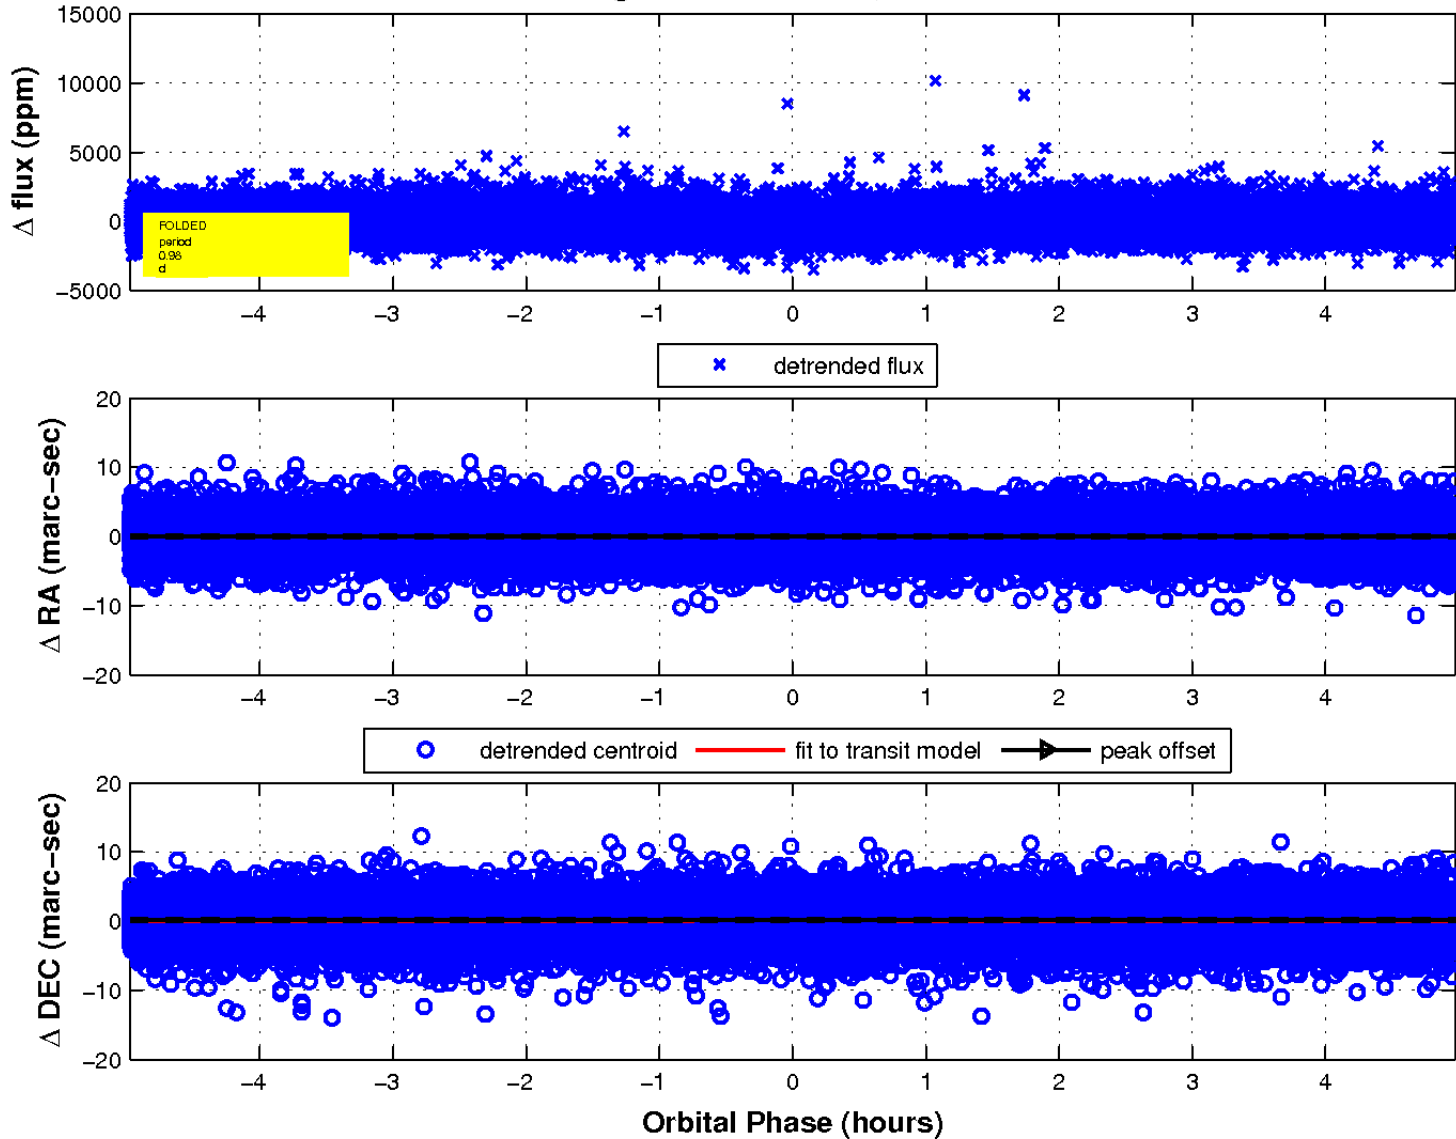 15000
10000
5000
0
−5000
Δ flux (ppm)
FOLDED
period
0.98
d
−4 −3 −2 −1 0 1 2 3 4
detrended flux
20
10
0
−10
−20
Δ RA (marc−sec)
−4 −3 −2 −1 0 1 2 3 4
detrended centroid fit to transit model peak offset
20
10
0
−10
−20
Δ DEC (marc−sec)
−4 −3 −2 −1 0 1 2 3 4
Orbital Phase (hours)